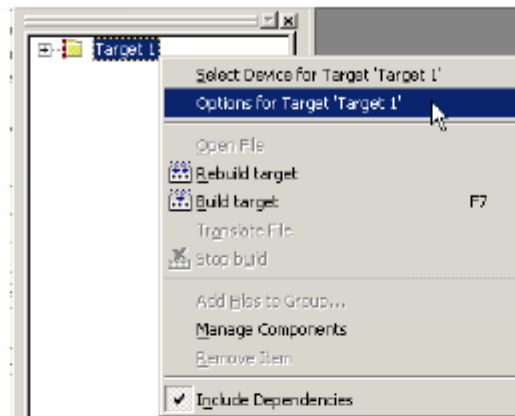 Target 1
Select Device for Target 'Target 1'
Options for Target 'Target 1'
Open File
Rebuild target
Build target F7
Translate File
Stop build
Add Files to Group...
Manage Components
Remove Item
Include Dependencies